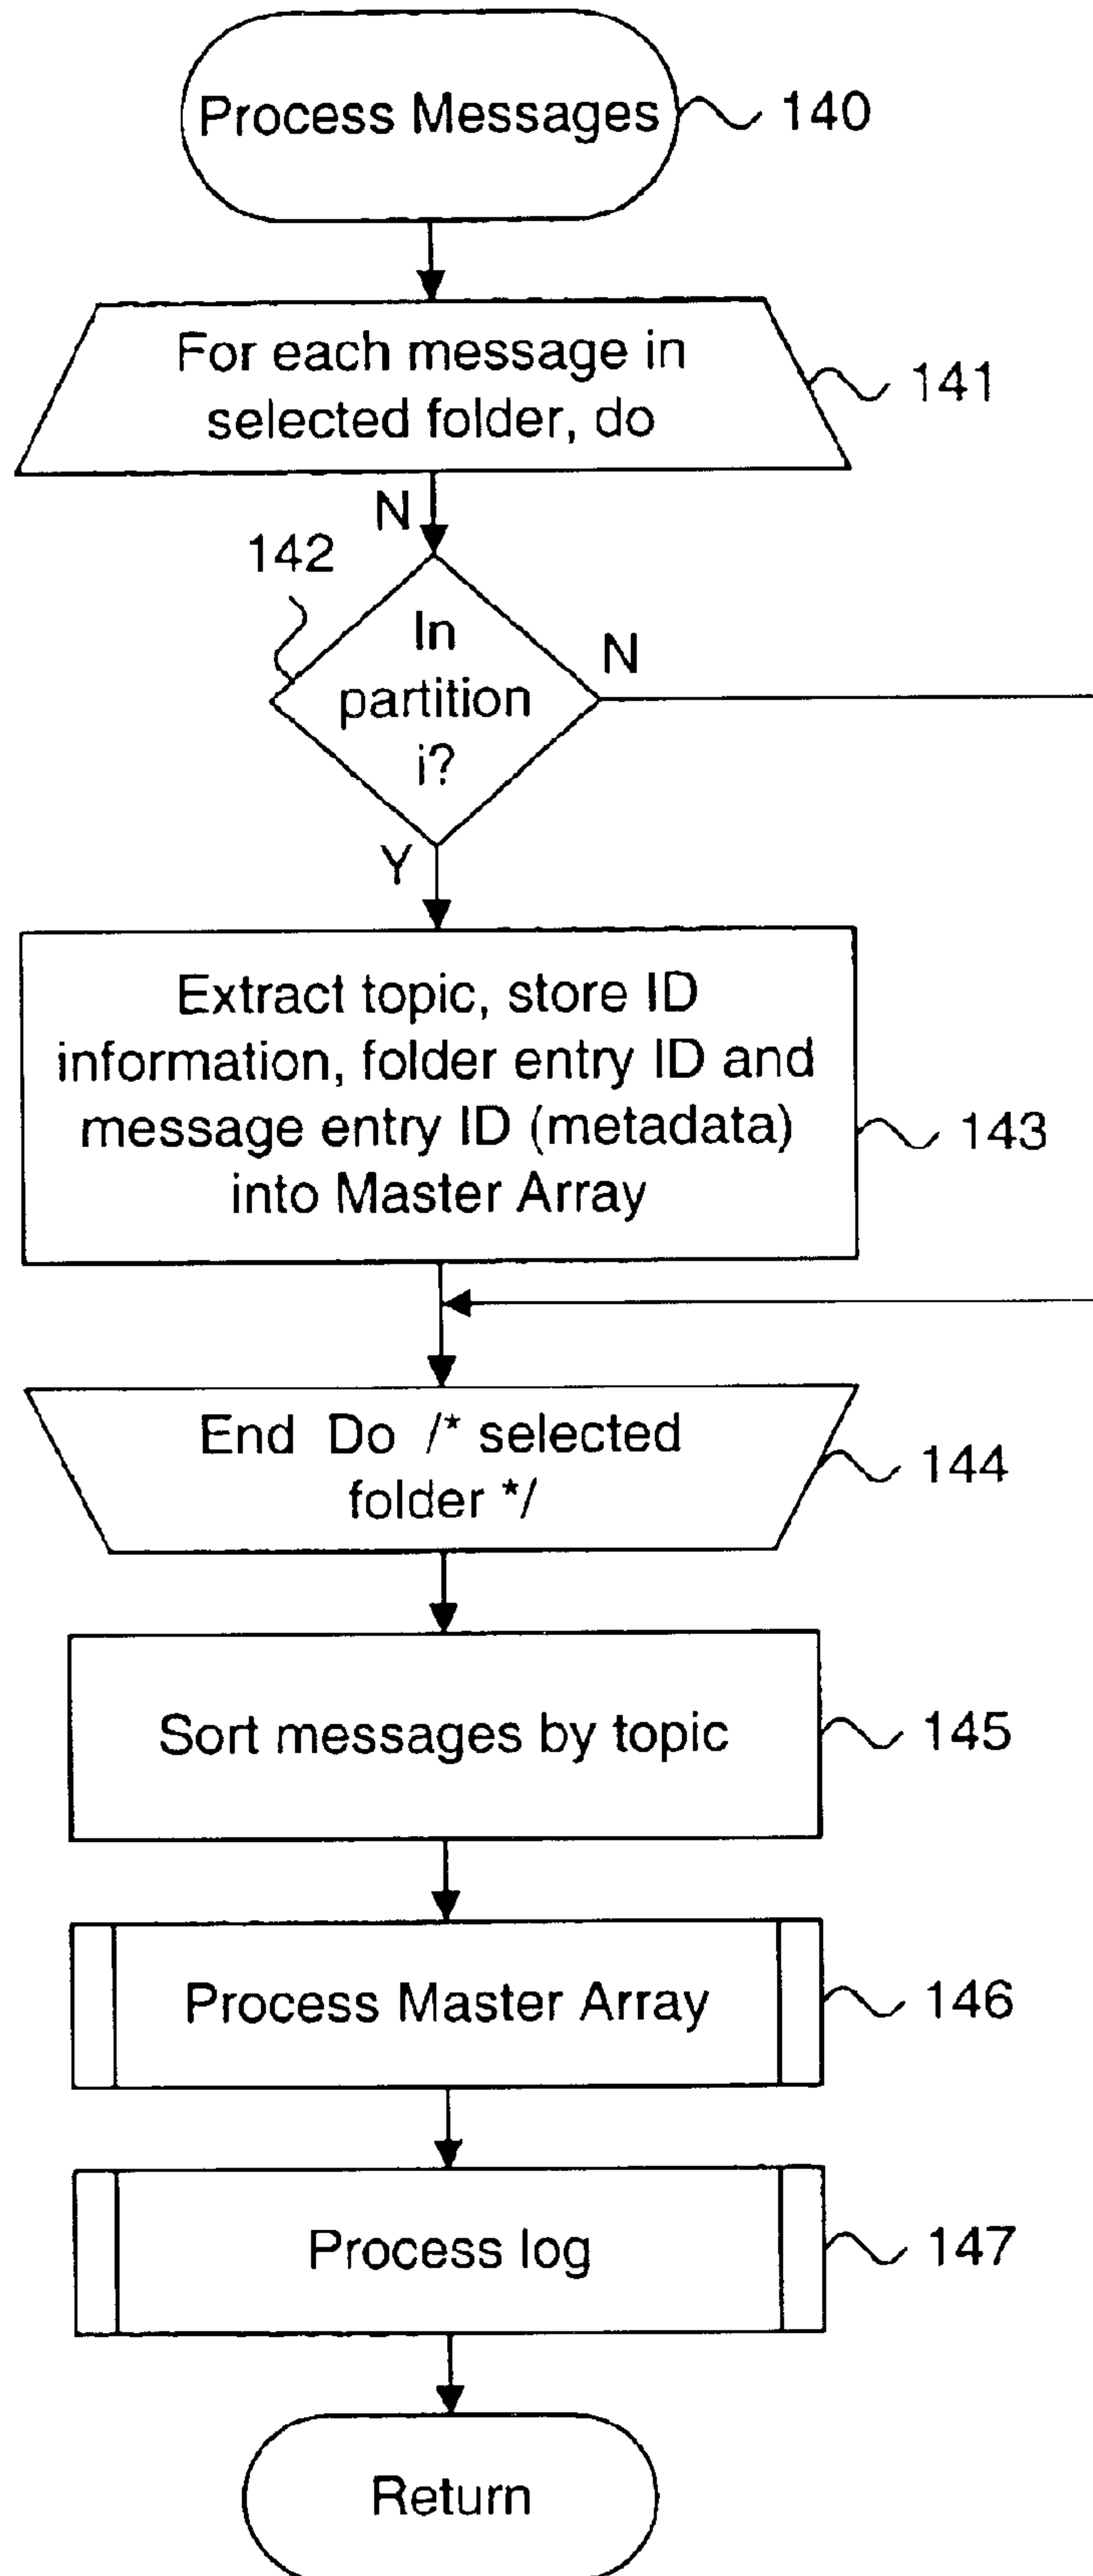 Process Messages
140
For each message in
selected folder, do
141
N
142
In
partition
i?
N
Y
Extract topic, store ID
information, folder entry ID and
message entry ID (metadata)
into Master Array
143
End Do /* selected
folder */
144
Sort messages by topic
145
Process Master Array
146
Process log
147
Return